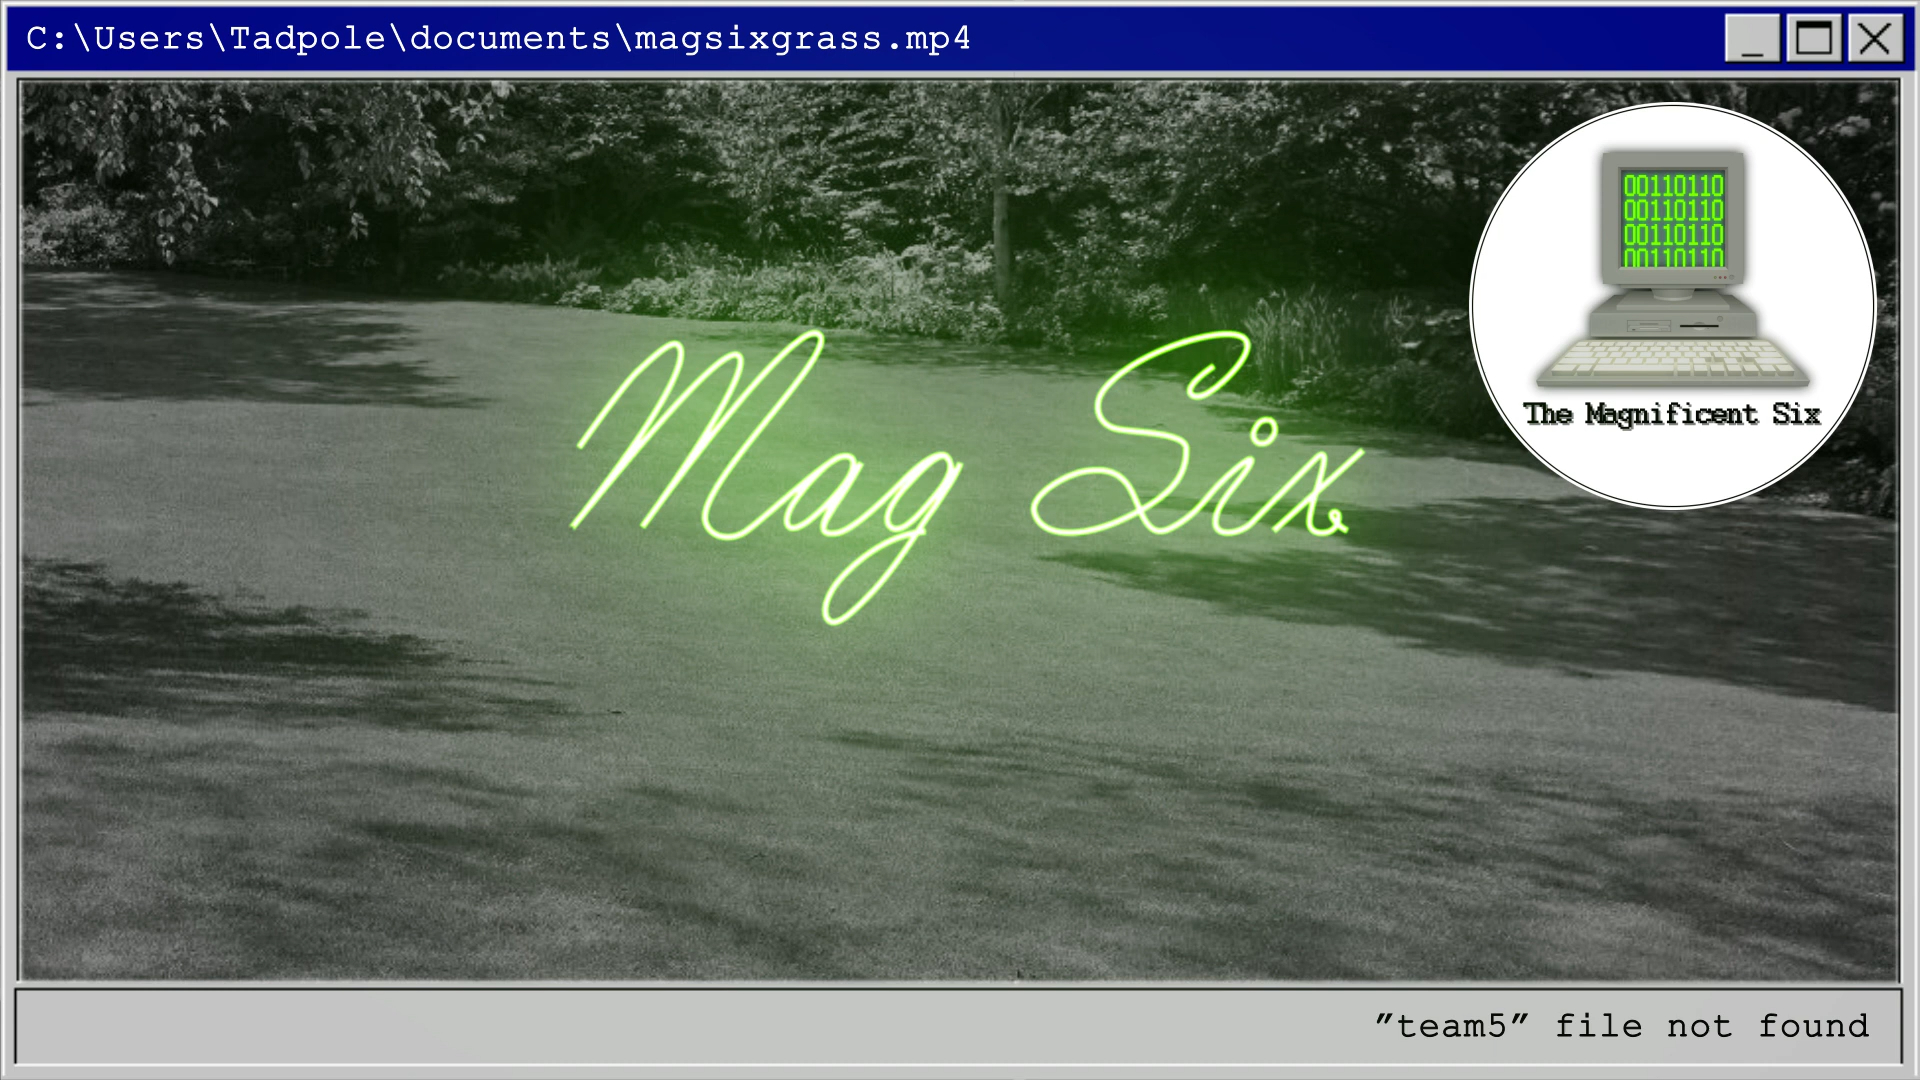 C:\Users\Tadpole\documents\magsixgrass.mp4
00110110
00110110
00110110
00110110
The Magnificent Six
Mag Six
"team5" file not found